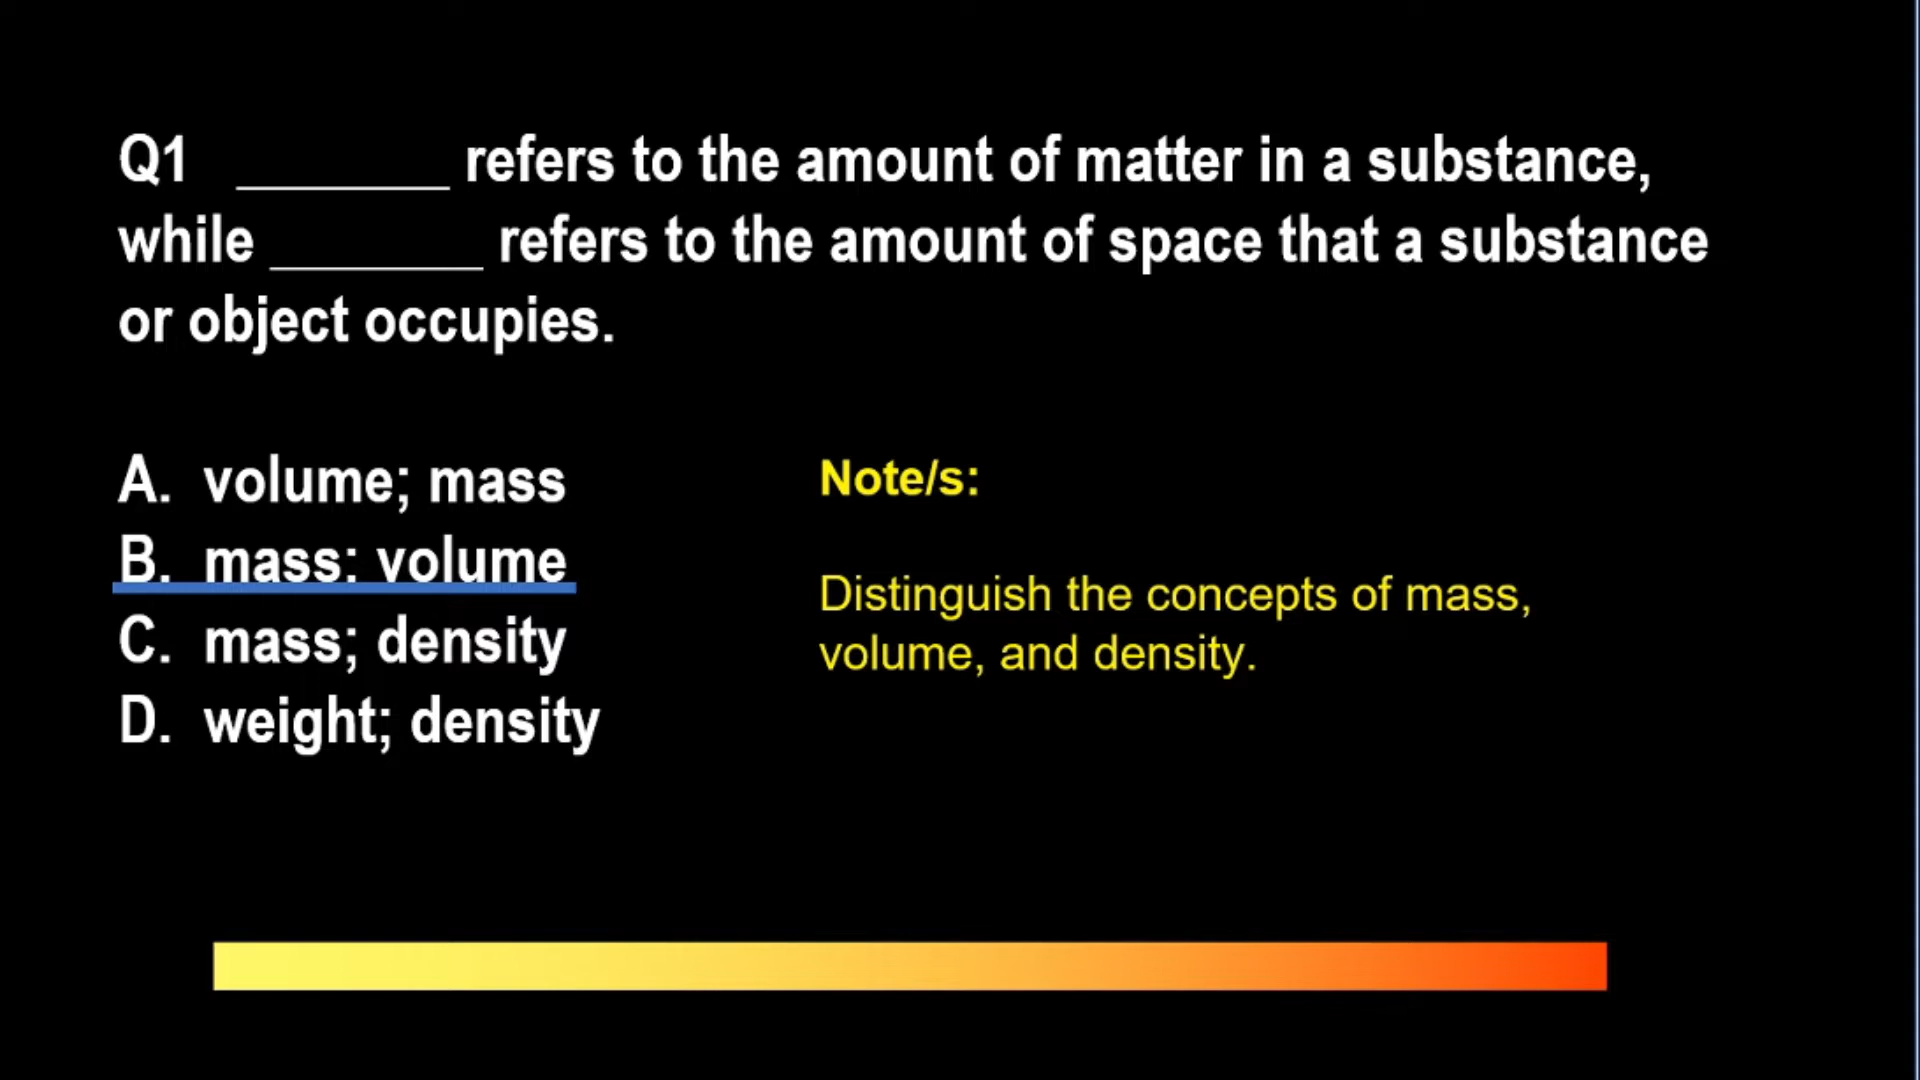 Q1 ________ refers to the amount of matter in a substance,
while ________ refers to the amount of space that a substance
or object occupies.
A. volume; mass
B. mass; volume
C. mass; density
D. weight; density
Note/s:
Distinguish the concepts of mass,
volume, and density.